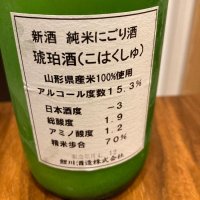 新酒 純米にごり酒
琥珀酒(こはくしゅ)
山形県産米100%使用
アルコール度数15.3%
日本酒度 −3
総酸度 1.9
アミノ酸度 1.2
精米歩合 70%
鯉川酒造株式会社